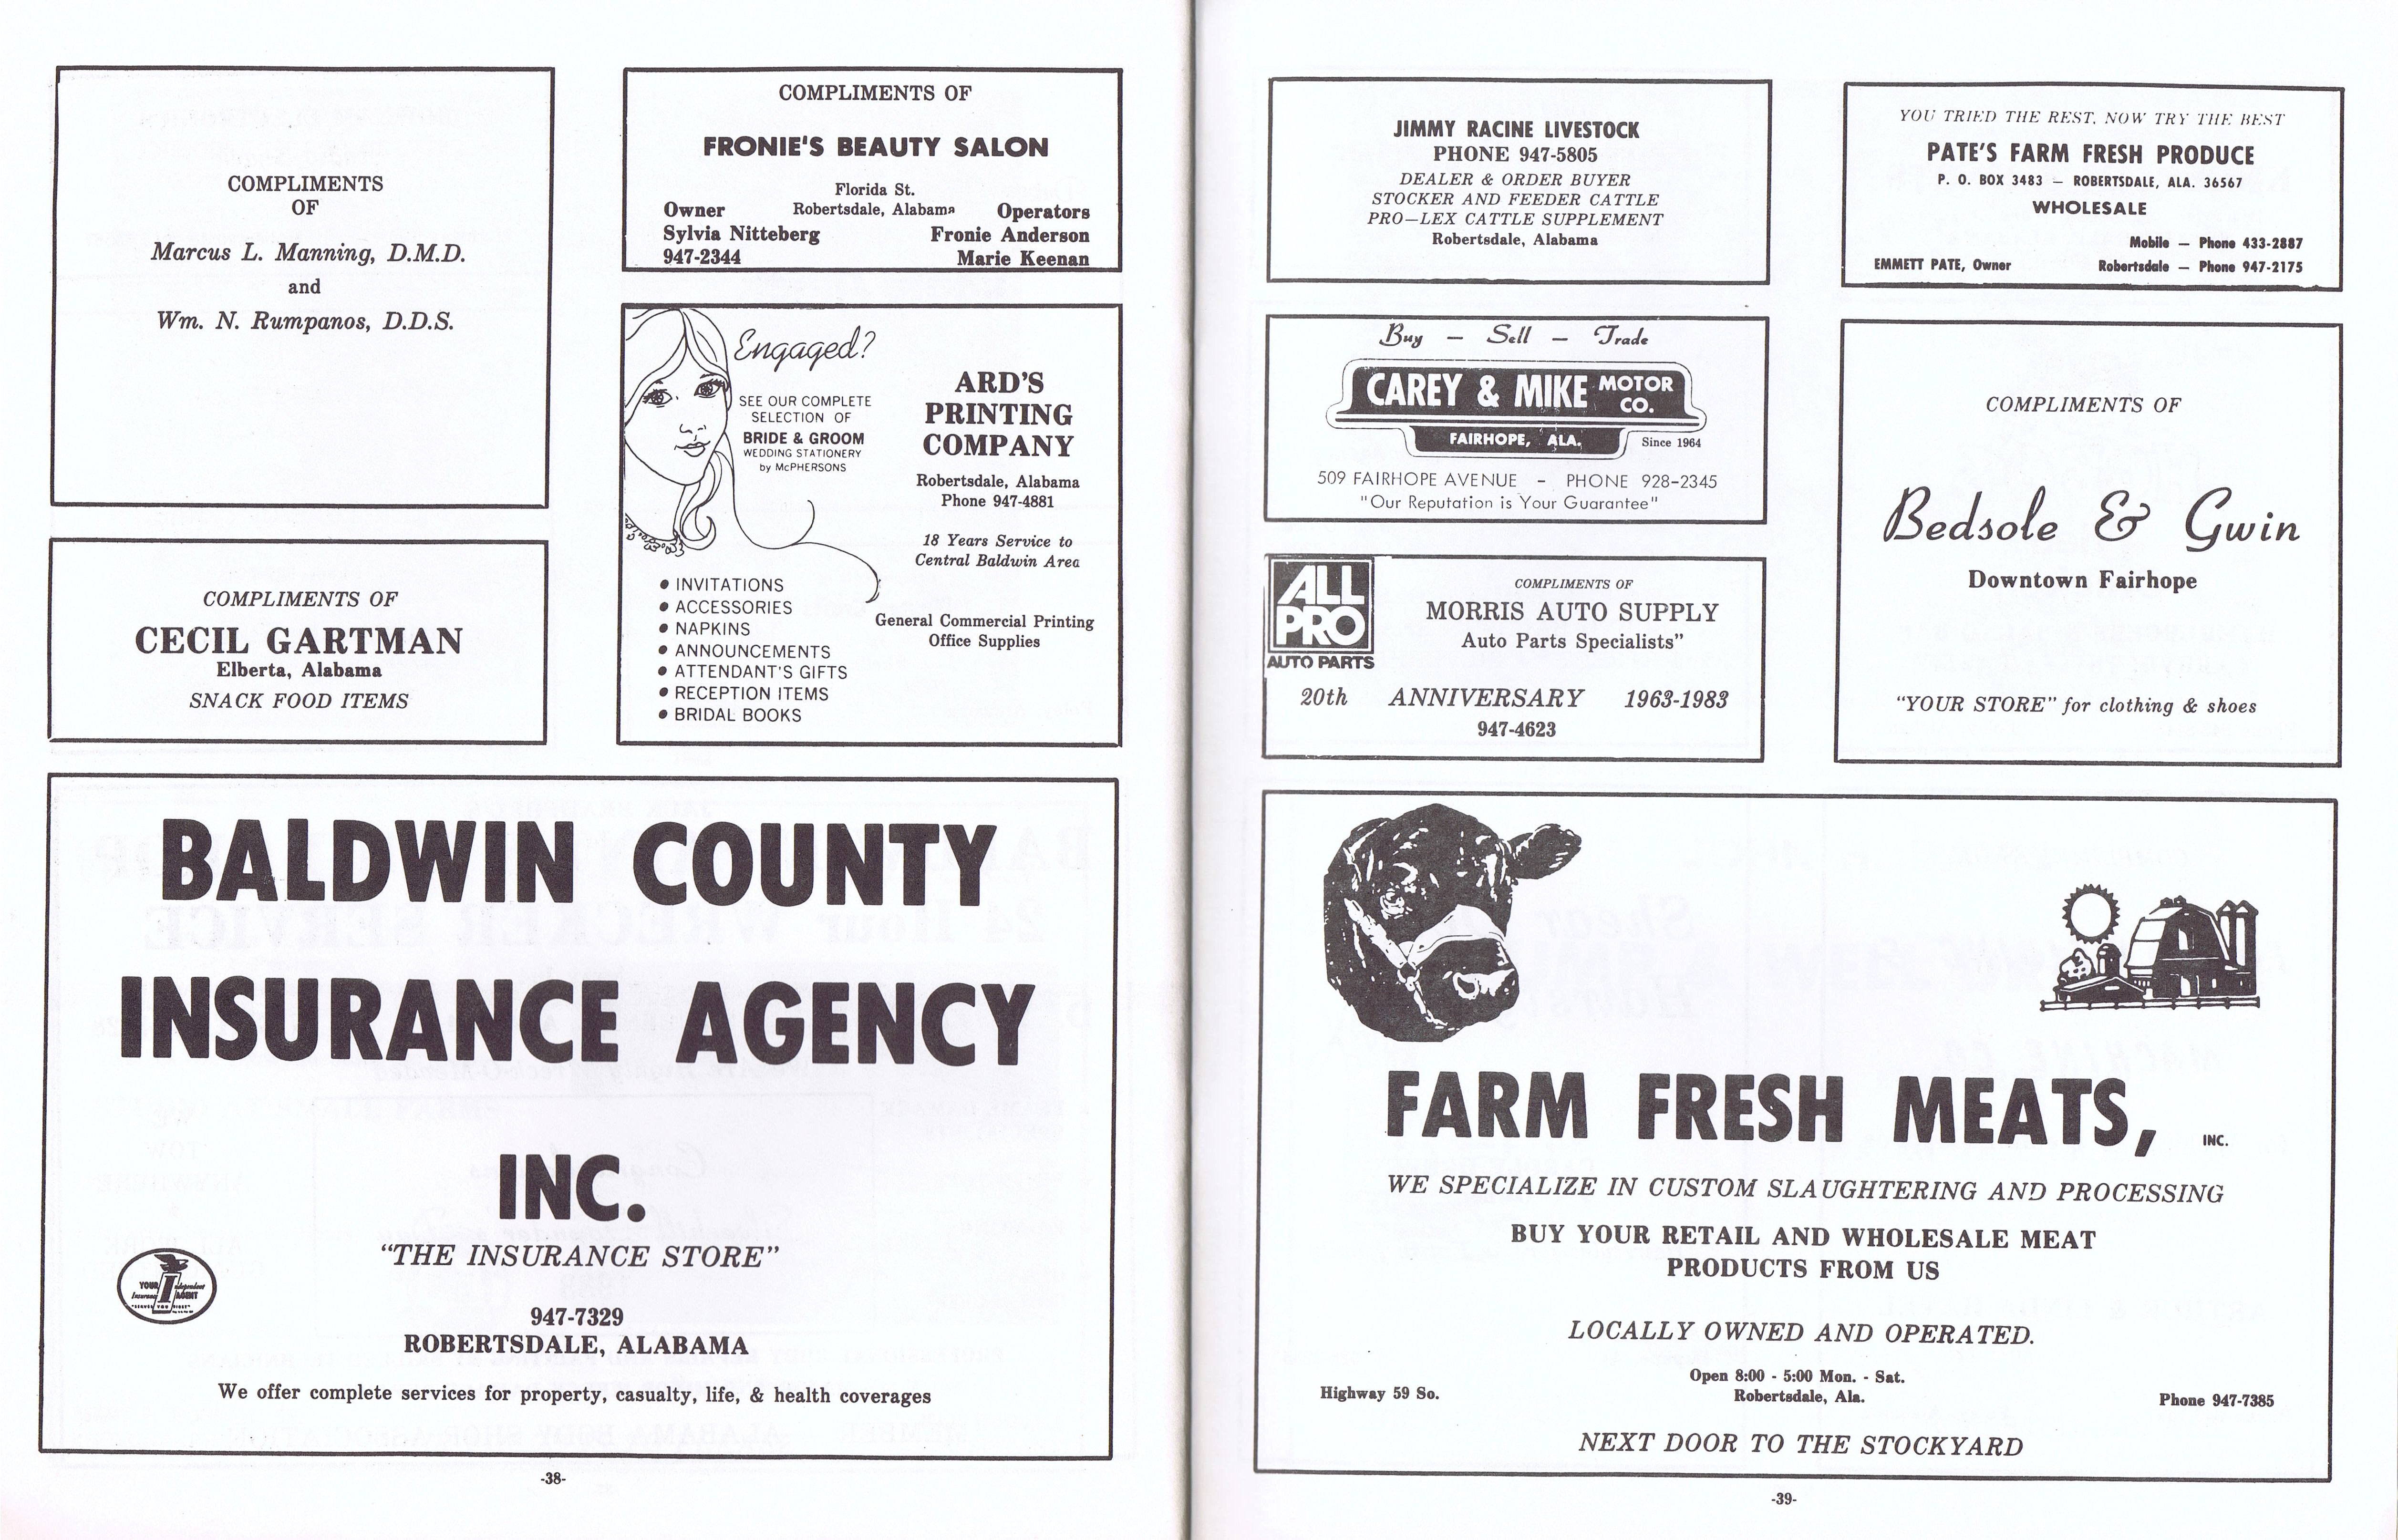 COMPLIMENTS
OF
Marcus L. Manning, D.M.D.
and
Wm. N. Rumpanos, D.D.S.
COMPLIMENTS OF
FRONIE'S BEAUTY SALON
Florida St.
Robertsdale, Alabama
Owner
Sylvia Nitteberg
947-2344
Operators
Fronie Anderson
Marie Keenan
COMPLIMENTS OF
CECIL GARTMAN
Elberta, Alabama
SNACK FOOD ITEMS
Engaged?
SEE OUR COMPLETE
SELECTION OF
BRIDE & GROOM
WEDDING STATIONERY
by McPHERSONS
ARD'S
PRINTING
COMPANY
Robertsdale, Alabama
Phone 947-4881
18 Years Service to
Central Baldwin Area
General Commercial Printing
Office Supplies
• INVITATIONS
• ACCESSORIES
• NAPKINS
• ANNOUNCEMENTS
• ATTENDANT'S GIFTS
• RECEPTION ITEMS
• BRIDAL BOOKS
BALDWIN COUNTY
INSURANCE AGENCY
INC.
"THE INSURANCE STORE"
YOUR Independent
Insurance AGENT
"SERVES YOU FIRST"
947-7329
ROBERTSDALE, ALABAMA
We offer complete services for property, casualty, life, & health coverages
-38-
JIMMY RACINE LIVESTOCK
PHONE 947-5805
DEALER & ORDER BUYER
STOCKER AND FEEDER CATTLE
PRO-LEX CATTLE SUPPLEMENT
Robertsdale, Alabama
YOU TRIED THE REST, NOW TRY THE BEST
PATE'S FARM FRESH PRODUCE
P. O. BOX 3483 — ROBERTSDALE, ALA. 36567
WHOLESALE
Mobile — Phone 433-2887
EMMETT PATE, Owner Robertsdale — Phone 947-2175
Buy — Sell — Trade
CAREY & MIKE MOTOR CO.
FAIRHOPE, ALA.
Since 1964
509 FAIRHOPE AVENUE - PHONE 928-2345
"Our Reputation is Your Guarantee"
COMPLIMENTS OF
Bedsole & Gwin
Downtown Fairhope
"YOUR STORE" for clothing & shoes
ALL
PRO
AUTO PARTS
COMPLIMENTS OF
MORRIS AUTO SUPPLY
Auto Parts Specialists"
20th ANNIVERSARY 1963-1983
947-4623
FARM FRESH MEATS, INC.
WE SPECIALIZE IN CUSTOM SLAUGHTERING AND PROCESSING
BUY YOUR RETAIL AND WHOLESALE MEAT
PRODUCTS FROM US
LOCALLY OWNED AND OPERATED.
Open 8:00 - 5:00 Mon. - Sat.
Highway 59 So. Robertsdale, Ala. Phone 947-7385
NEXT DOOR TO THE STOCKYARD
-39-